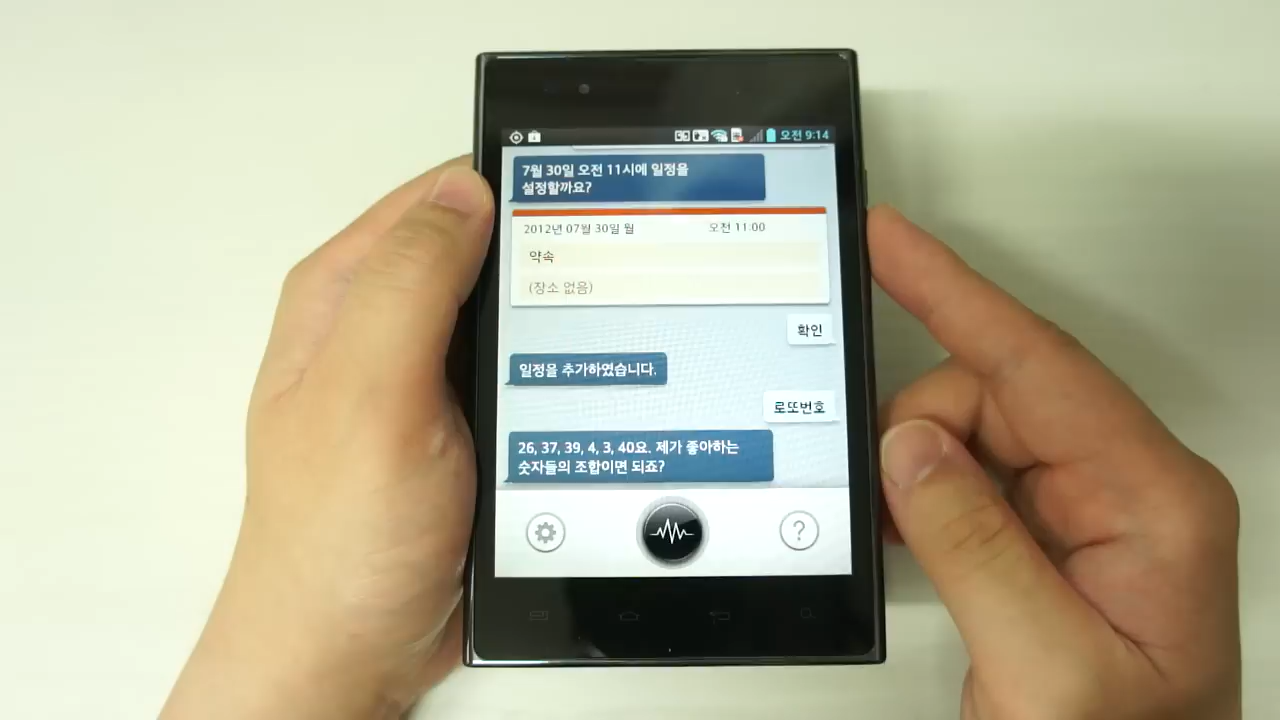 오전 9:14
7월 30일 오전 11시에 일정을
설정할까요?
2012년 07월 30일 월 오전 11:00
약속
(장소 없음)
확인
일정을 추가하였습니다.
로또번호
26, 37, 39, 4, 3, 40요. 제가 좋아하는
숫자들의 조합이면 되죠?
?